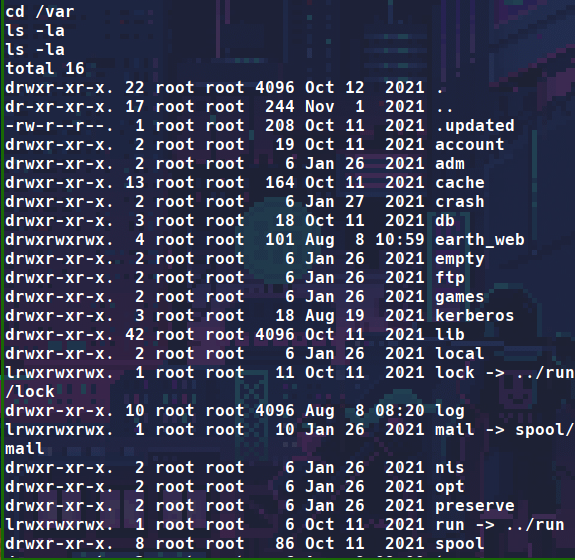 cd /var
ls -la
ls -la
total 16
drwxr-xr-x. 22 root root 4096 Oct 12  2021 .
dr-xr-xr-x. 17 root root  244 Nov  1  2021 ..
-rw-r--r--.  1 root root  208 Oct 11  2021 .updated
drwxr-xr-x.  2 root root   19 Oct 11  2021 account
drwxr-xr-x.  2 root root    6 Jan 26  2021 adm
drwxr-xr-x. 13 root root  164 Oct 11  2021 cache
drwxr-xr-x.  2 root root    6 Jan 27  2021 crash
drwxr-xr-x.  3 root root   18 Oct 11  2021 db
drwxrwxrwx.  4 root root  101 Aug  8 10:59 earth_web
drwxr-xr-x.  2 root root    6 Jan 26  2021 empty
drwxr-xr-x.  2 root root    6 Jan 26  2021 ftp
drwxr-xr-x.  2 root root    6 Jan 26  2021 games
drwxr-xr-x.  3 root root   18 Aug 19  2021 kerberos
drwxr-xr-x. 42 root root 4096 Oct 11  2021 lib
drwxr-xr-x.  2 root root    6 Jan 26  2021 local
lrwxrwxrwx.  1 root root   11 Oct 11  2021 lock -> ../run
/lock
drwxr-xr-x. 10 root root 4096 Aug  8 08:20 log
lrwxrwxrwx.  1 root root   10 Jan 26  2021 mail -> spool/
mail
drwxr-xr-x.  2 root root    6 Jan 26  2021 nis
drwxr-xr-x.  2 root root    6 Jan 26  2021 opt
drwxr-xr-x.  2 root root    6 Jan 26  2021 preserve
lrwxrwxrwx.  1 root root    6 Oct 11  2021 run -> ../run
drwxr-xr-x.  8 root root   86 Oct 11  2021 spool